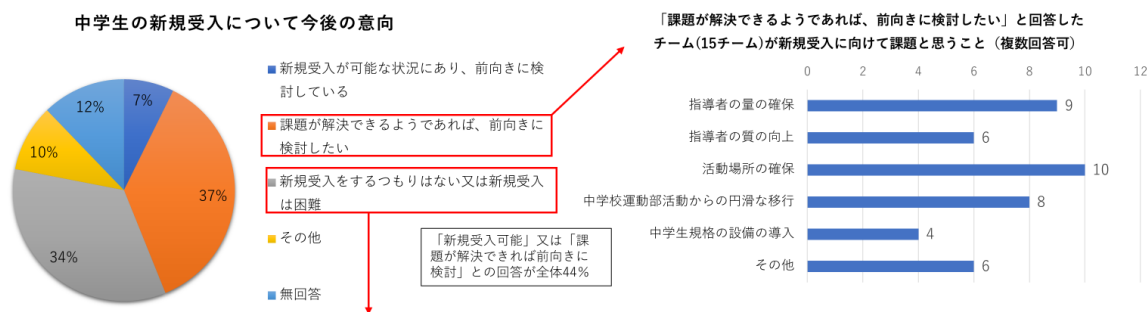 中学生の新規受入について今後の意向
7%
37%
34%
10%
12%
新規受入が可能な状況にあり、前向きに検
討している
課題が解決できるようであれば、前向きに
検討したい
新規受入をするつもりはない又は新規受入
は困難
その他
無回答
「新規受入可能」又は「課
題が解決できれば前向きに
検討」との回答が全体44%
「課題が解決できるようであれば、前向きに検討したい」と回答した
チーム(15チーム)が新規受入に向けて課題と思うこと（複数回答可）
0 2 4 6 8 10 12
指導者の量の確保 9
指導者の質の向上 6
活動場所の確保 10
中学校運動部活動からの円滑な移行 8
中学生規格の設備の導入 4
その他 6